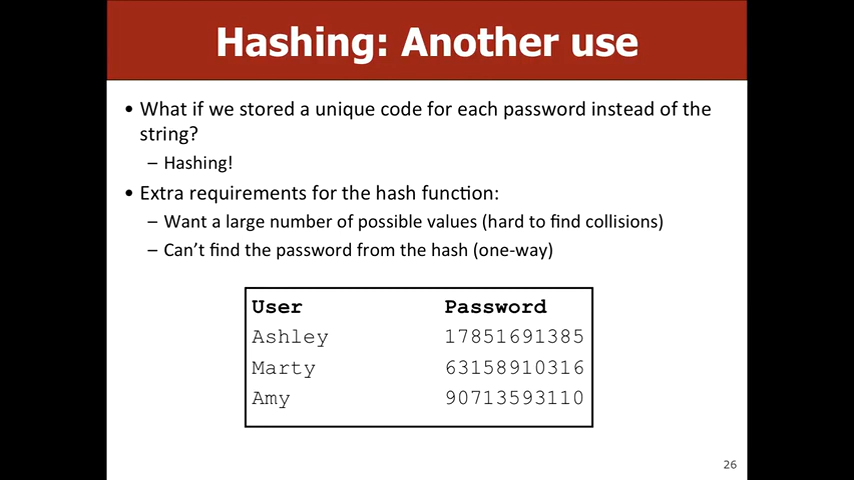 Hashing: Another use
• What if we stored a unique code for each password instead of the
string?
– Hashing!
• Extra requirements for the hash function:
– Want a large number of possible values (hard to find collisions)
– Can't find the password from the hash (one-way)
User Password
Ashley 17851691385
Marty 63158910316
Amy 90713593110
26